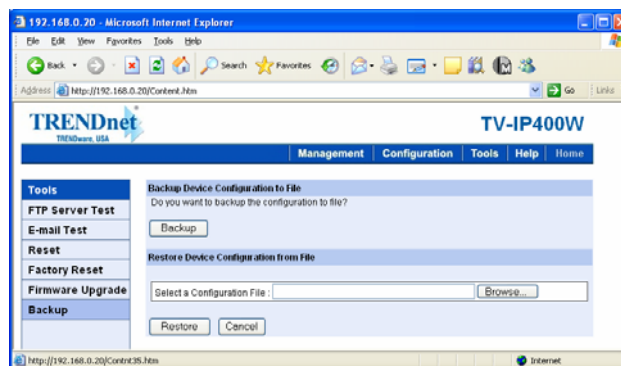 192.168.0.20 - Microsoft Internet Explorer
File Edit View Favorites Tools Help
Back Search Favorites
Address http://192.168.0.20/Content.htm Go Links
TRENDnet
TRENDware, USA
TV-IP400W
Management Configuration Tools Help Home
Tools
FTP Server Test
E-mail Test
Reset
Factory Reset
Firmware Upgrade
Backup
Backup Device Configuration to File
Do you want to backup the configuration to file?
Backup
Restore Device Configuration from File
Select a Configuration File : Browse...
Restore Cancel
http://192.168.0.20/Contnt35.htm Internet